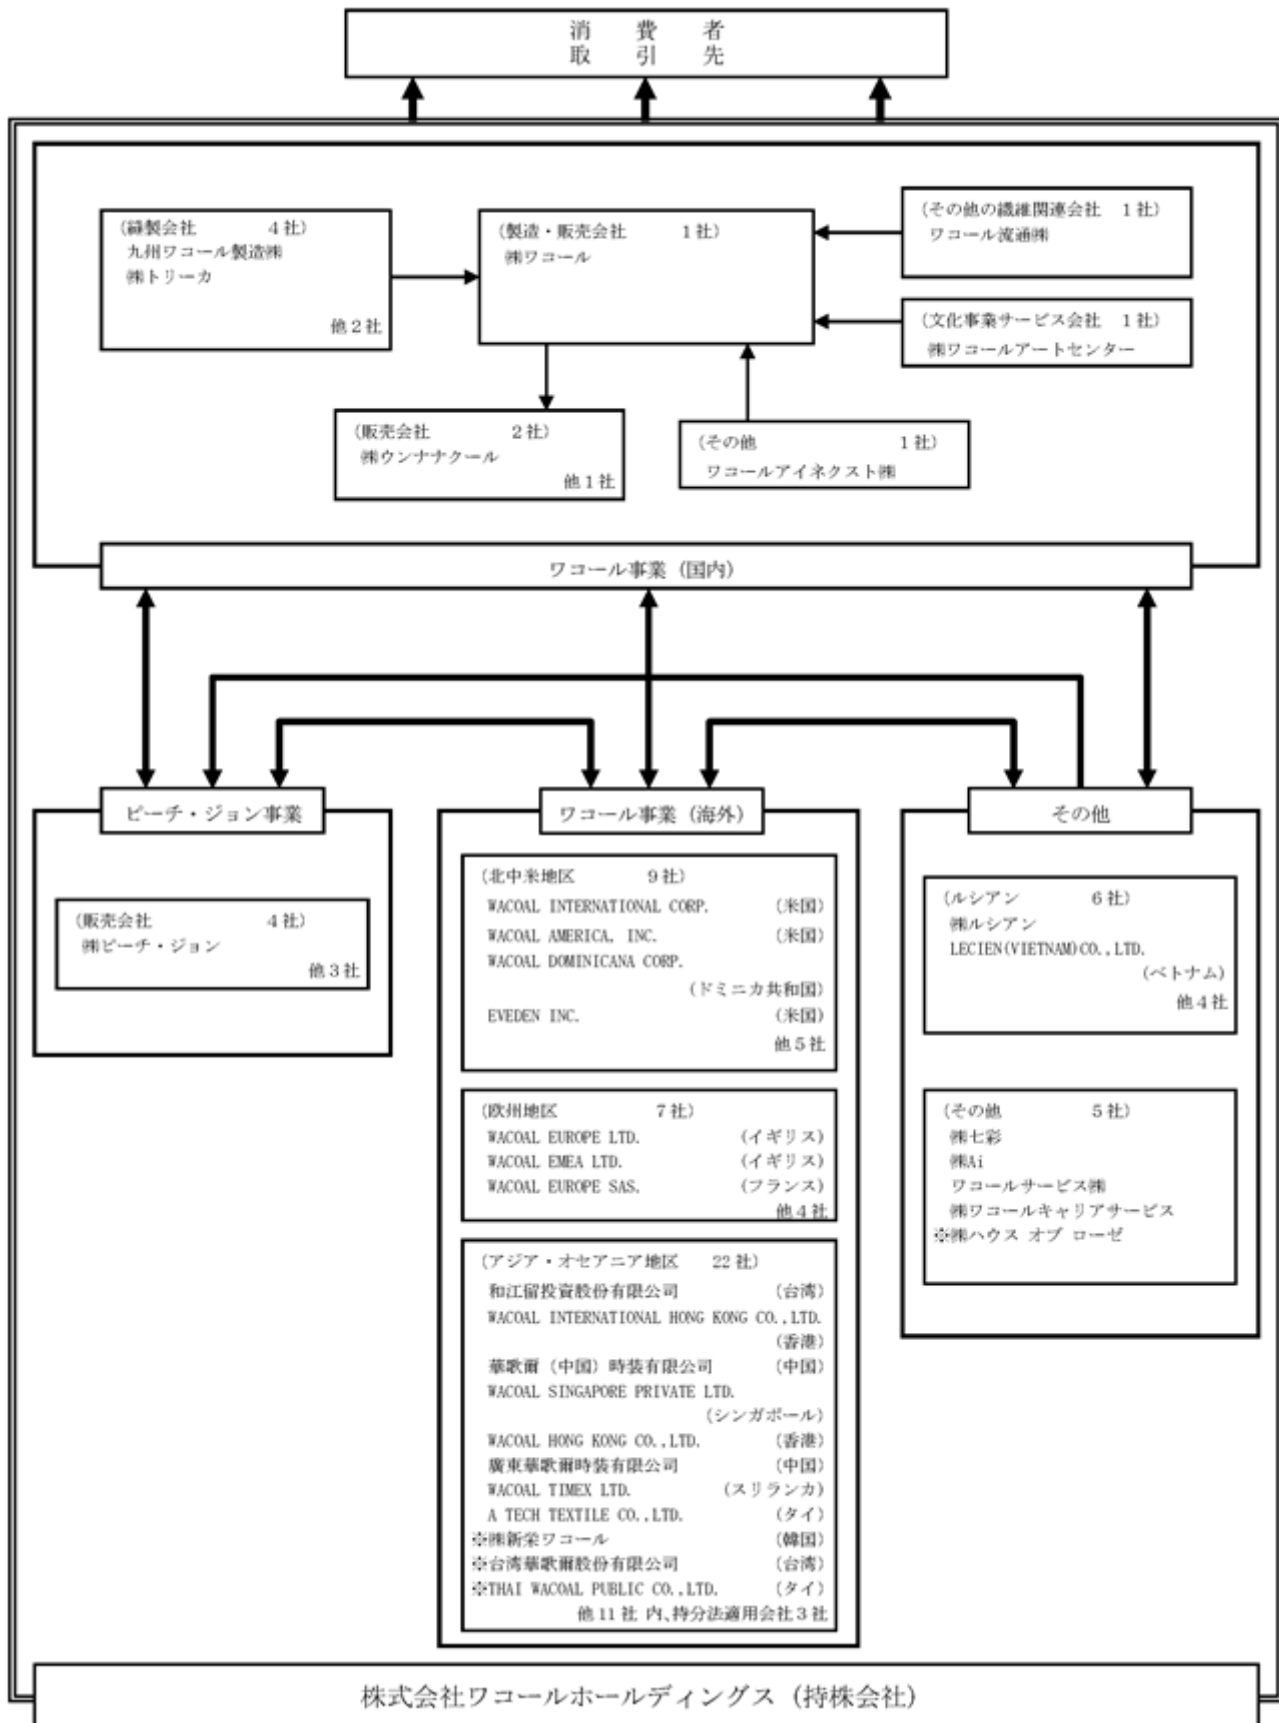 消費者
取引先
(縫製会社 4社)
九州ワコール製造㈱
㈱トリーカ
他2社
(製造・販売会社 1社)
㈱ワコール
(その他の繊維関連会社 1社)
ワコール流通㈱
(文化事業サービス会社 1社)
㈱ワコールアートセンター
(販売会社 2社)
㈱ウンナナクール
他1社
(その他 1社)
ワコールアイネクスト㈱
ワコール事業(国内)
ピーチ・ジョン事業
(販売会社 4社)
㈱ピーチ・ジョン
他3社
ワコール事業(海外)
(北中米地区 9社)
WACOAL INTERNATIONAL CORP. (米国)
WACOAL AMERICA, INC. (米国)
WACOAL DOMINICANA CORP.
(ドミニカ共和国)
EVEDEN INC. (米国)
他5社
(欧州地区 7社)
WACOAL EUROPE LTD. (イギリス)
WACOAL EMEA LTD. (イギリス)
WACOAL EUROPE SAS. (フランス)
他4社
(アジア・オセアニア地区 22社)
和江留投資股份有限公司 (台湾)
WACOAL INTERNATIONAL HONG KONG CO.,LTD.
(香港)
華歌爾(中国)時装有限公司 (中国)
WACOAL SINGAPORE PRIVATE LTD.
(シンガポール)
WACOAL HONG KONG CO.,LTD. (香港)
廣東華歌爾時装有限公司 (中国)
WACOAL TIMEX LTD. (スリランカ)
A TECH TEXTILE CO.,LTD. (タイ)
※㈱新栄ワコール (韓国)
※台湾華歌爾股份有限公司 (台湾)
※THAI WACOAL PUBLIC CO.,LTD. (タイ)
他11社 内、持分法適用会社3社
その他
(ルシアン 6社)
㈱ルシアン
LECIEN(VIETNAM)CO.,LTD.
(ベトナム)
他4社
(その他 5社)
㈱七彩
㈱Ai
ワコールサービス㈱
㈱ワコールキャリアサービス
※㈱ハウス オブ ローゼ
株式会社ワコールホールディングス(持株会社)